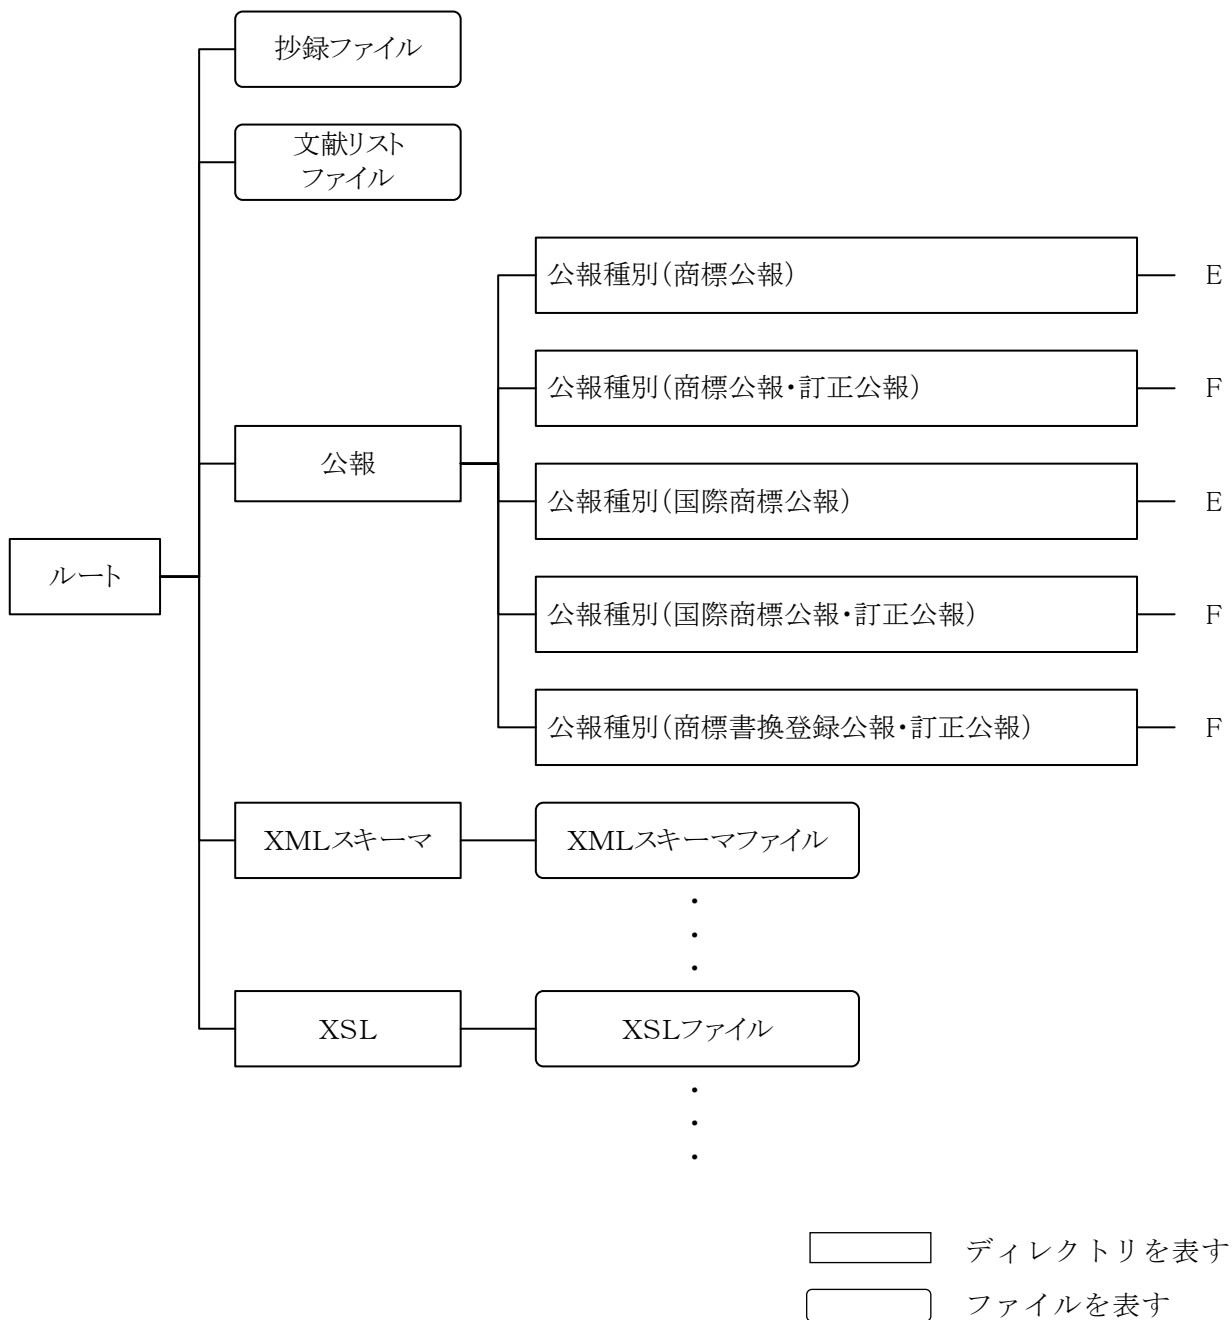 抄録ファイル
文献リスト
ファイル
公報種別(商標公報)
E
公報種別(商標公報・訂正公報)
F
公報
公報種別(国際商標公報)
E
ルート
公報種別(国際商標公報・訂正公報)
F
公報種別(商標書換登録公報・訂正公報)
F
XMLスキーマ
XMLスキーマファイル
・
・
・
XSL
XSLファイル
・
・
・
ディレクトリを表す
ファイルを表す